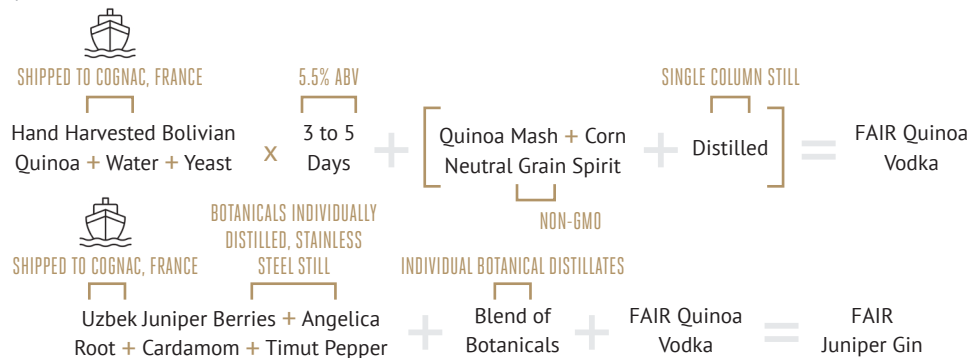 SHIPPED TO COGNAC, FRANCE
5.5% ABV
SINGLE COLUMN STILL
Hand Harvested Bolivian
Quinoa + Water + Yeast
x
3 to 5
Days
+
Quinoa Mash + Corn
Neutral Grain Spirit
+
Distilled
=
FAIR Quinoa
Vodka
NON-GMO
SHIPPED TO COGNAC, FRANCE
BOTANICALS INDIVIDUALLY
DISTILLED, STAINLESS
STEEL STILL
INDIVIDUAL BOTANICAL DISTILLATES
Uzbek Juniper Berries + Angelica
Root + Cardamom + Timut Pepper
+
Blend of
Botanicals
+
FAIR Quinoa
Vodka
=
FAIR
Juniper Gin